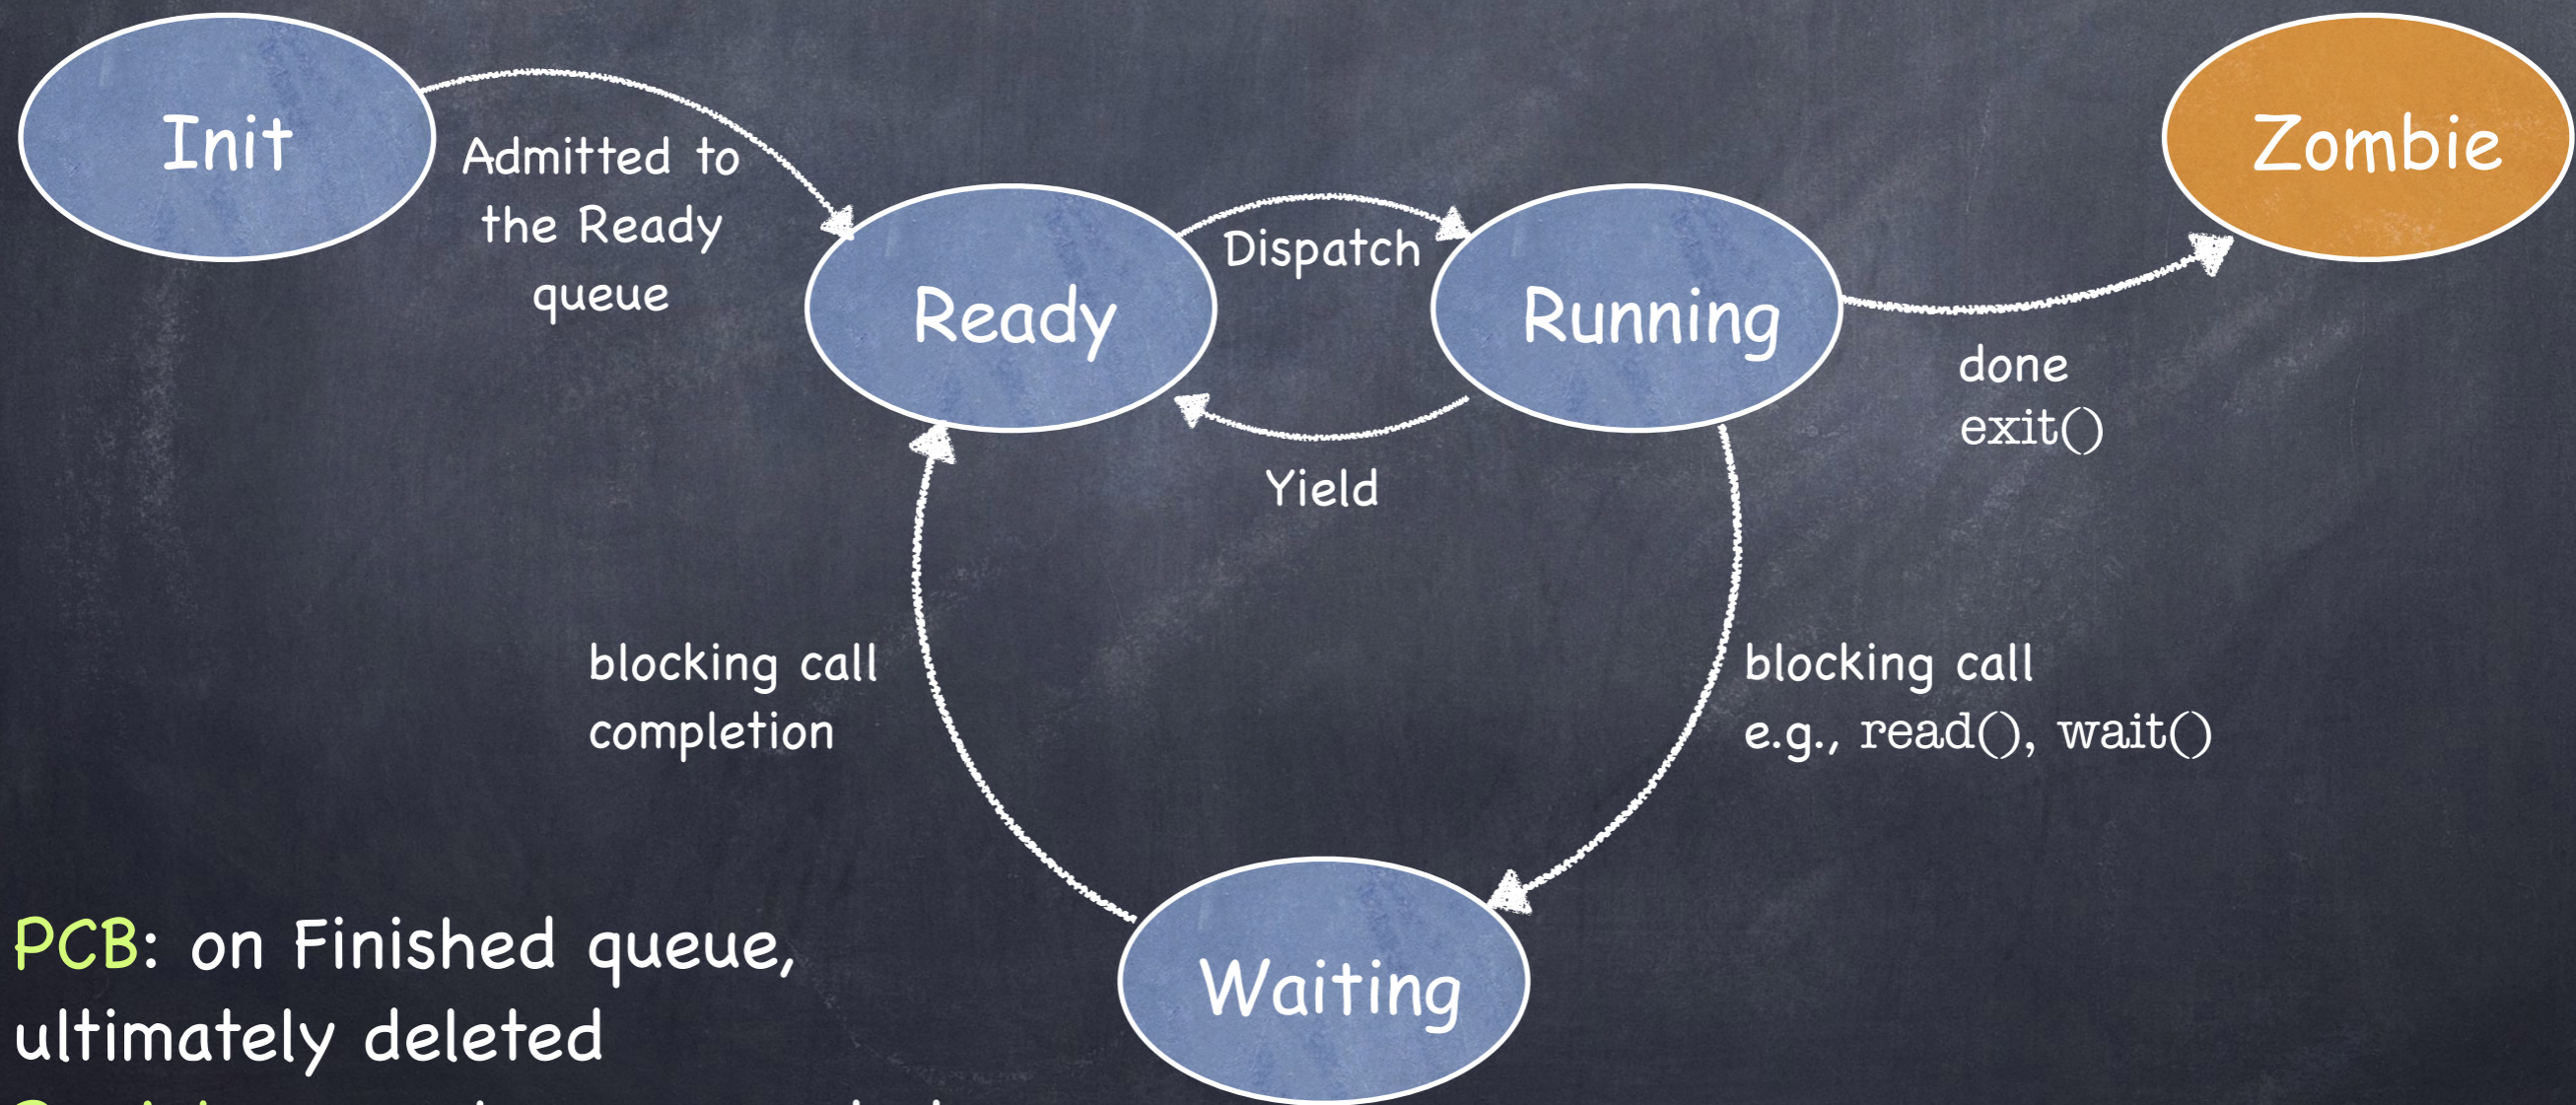 Init
Admitted to
the Ready
queue
Ready
Dispatch
Yield
Running
Zombie
done
exit()
blocking call
completion
blocking call
e.g., read(), wait()
Waiting
PCB: on Finished queue,
ultimately deleted